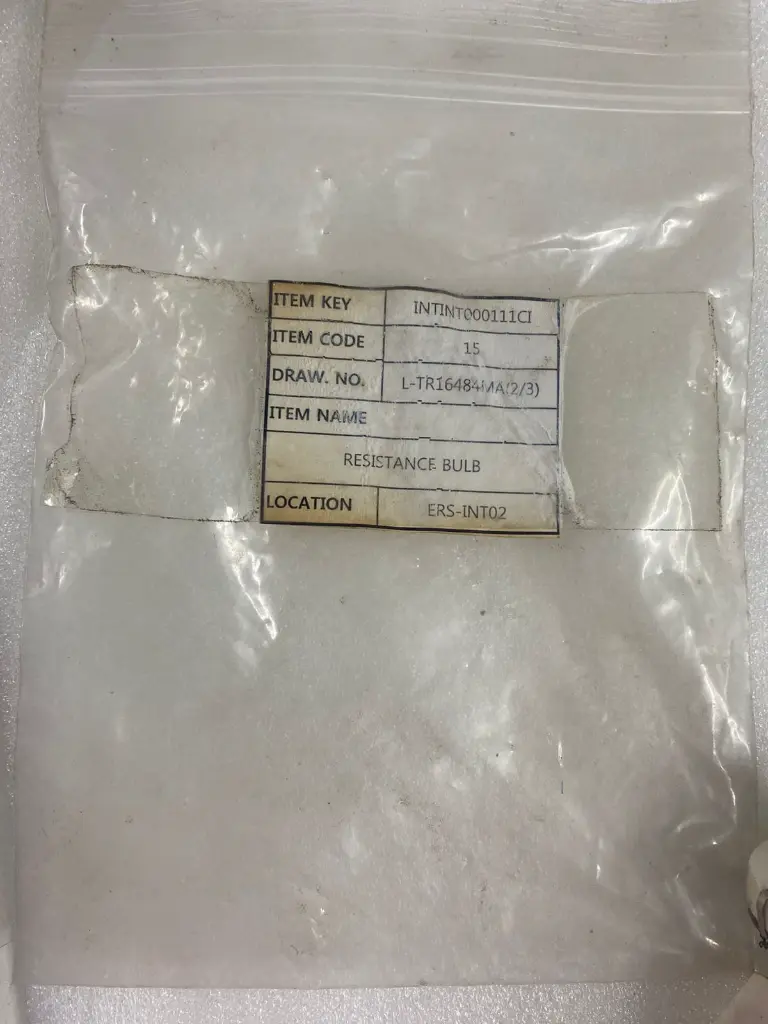 ITEM KEY INTINT000111CI
ITEM CODE 15
DRAW. NO. L-TR16484MA(2/3)
ITEM NAME
RESISTANCE BULB
LOCATION ERS-INT02